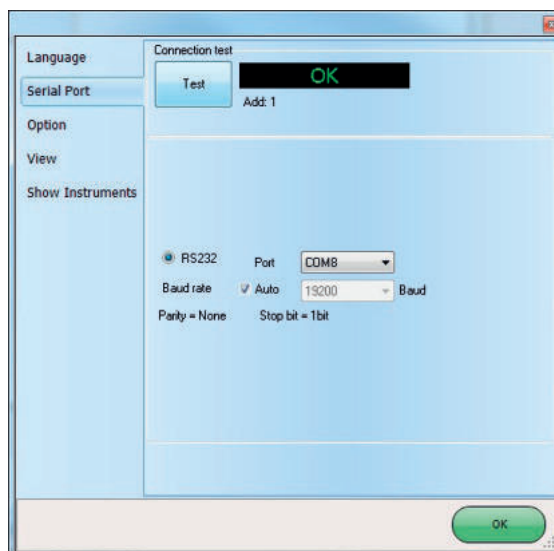 Language
Serial Port
Option
View
Show Instruments
Connection test
Test
OK
Add: 1
RS232 Port COM8
Baud rate Auto 19200 Baud
Parity = None Stop bit = 1bit
OK